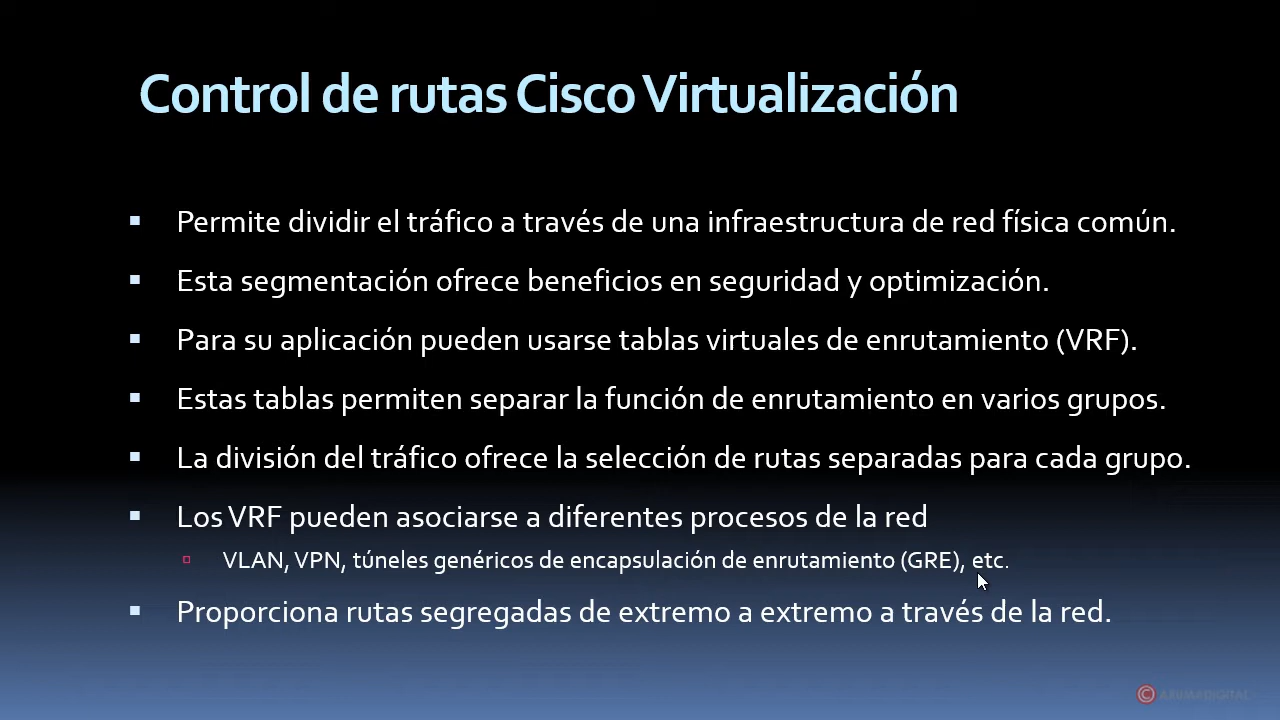 Control de rutas Cisco Virtualización
Permite dividir el tráfico a través de una infraestructura de red física común.
Esta segmentación ofrece beneficios en seguridad y optimización.
Para su aplicación pueden usarse tablas virtuales de enrutamiento (VRF).
Estas tablas permiten separar la función de enrutamiento en varios grupos.
La división del tráfico ofrece la selección de rutas separadas para cada grupo.
Los VRF pueden asociarse a diferentes procesos de la red
VLAN, VPN, túneles genéricos de encapsulación de enrutamiento (GRE), etc.
Proporciona rutas segregadas de extremo a extremo a través de la red.